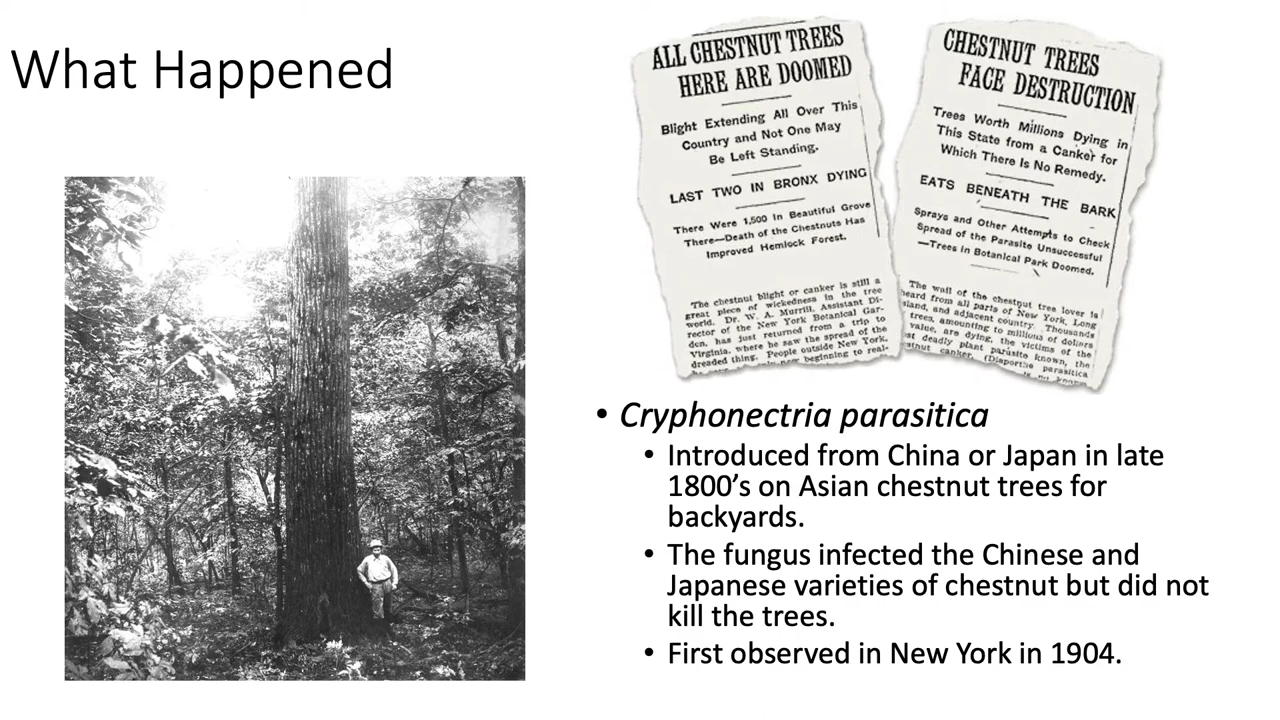 What Happened
ALL CHESTNUT TREES
HERE ARE DOOMED
Blight Extending All Over This
Country and Not One May
Be Left Standing.
LAST TWO IN BRONX DYING
There Were 1,500 in Beautiful Grove
There—Death of the Chestnuts Has
Improved Hemlock Forest.
The chestnut blight or canker is still a
great piece of wickedness in the tree
world. Dr. W. A. Murrill, Assistant Di-
rector of the New York Botanical Gar-
den, has just returned from a trip to
Virginia, where he saw the spread of the
dreaded thing. People outside New York,
beginning to real-
CHESTNUT TREES
FACE DESTRUCTION
Trees Worth Millions Dying in
This State from a Canker for
Which There Is No Remedy.
EATS BENEATH THE BARK
Sprays and Other Attempts to Check
Spread of the Parasite Unsuccessful
—Trees in Botanical Park Doomed.
The wail of the chestnut tree lover is
heard from all parts of New York, Long
sland, and adjacent country. Thousands
trees, amounting to millions of dollars
value, are dying, the victims of the
st deadly plant parasite known, the
stnut canker, (Diaporthe parasitica
• Cryphonectria parasitica
• Introduced from China or Japan in late
1800’s on Asian chestnut trees for
backyards.
• The fungus infected the Chinese and
Japanese varieties of chestnut but did not
kill the trees.
• First observed in New York in 1904.